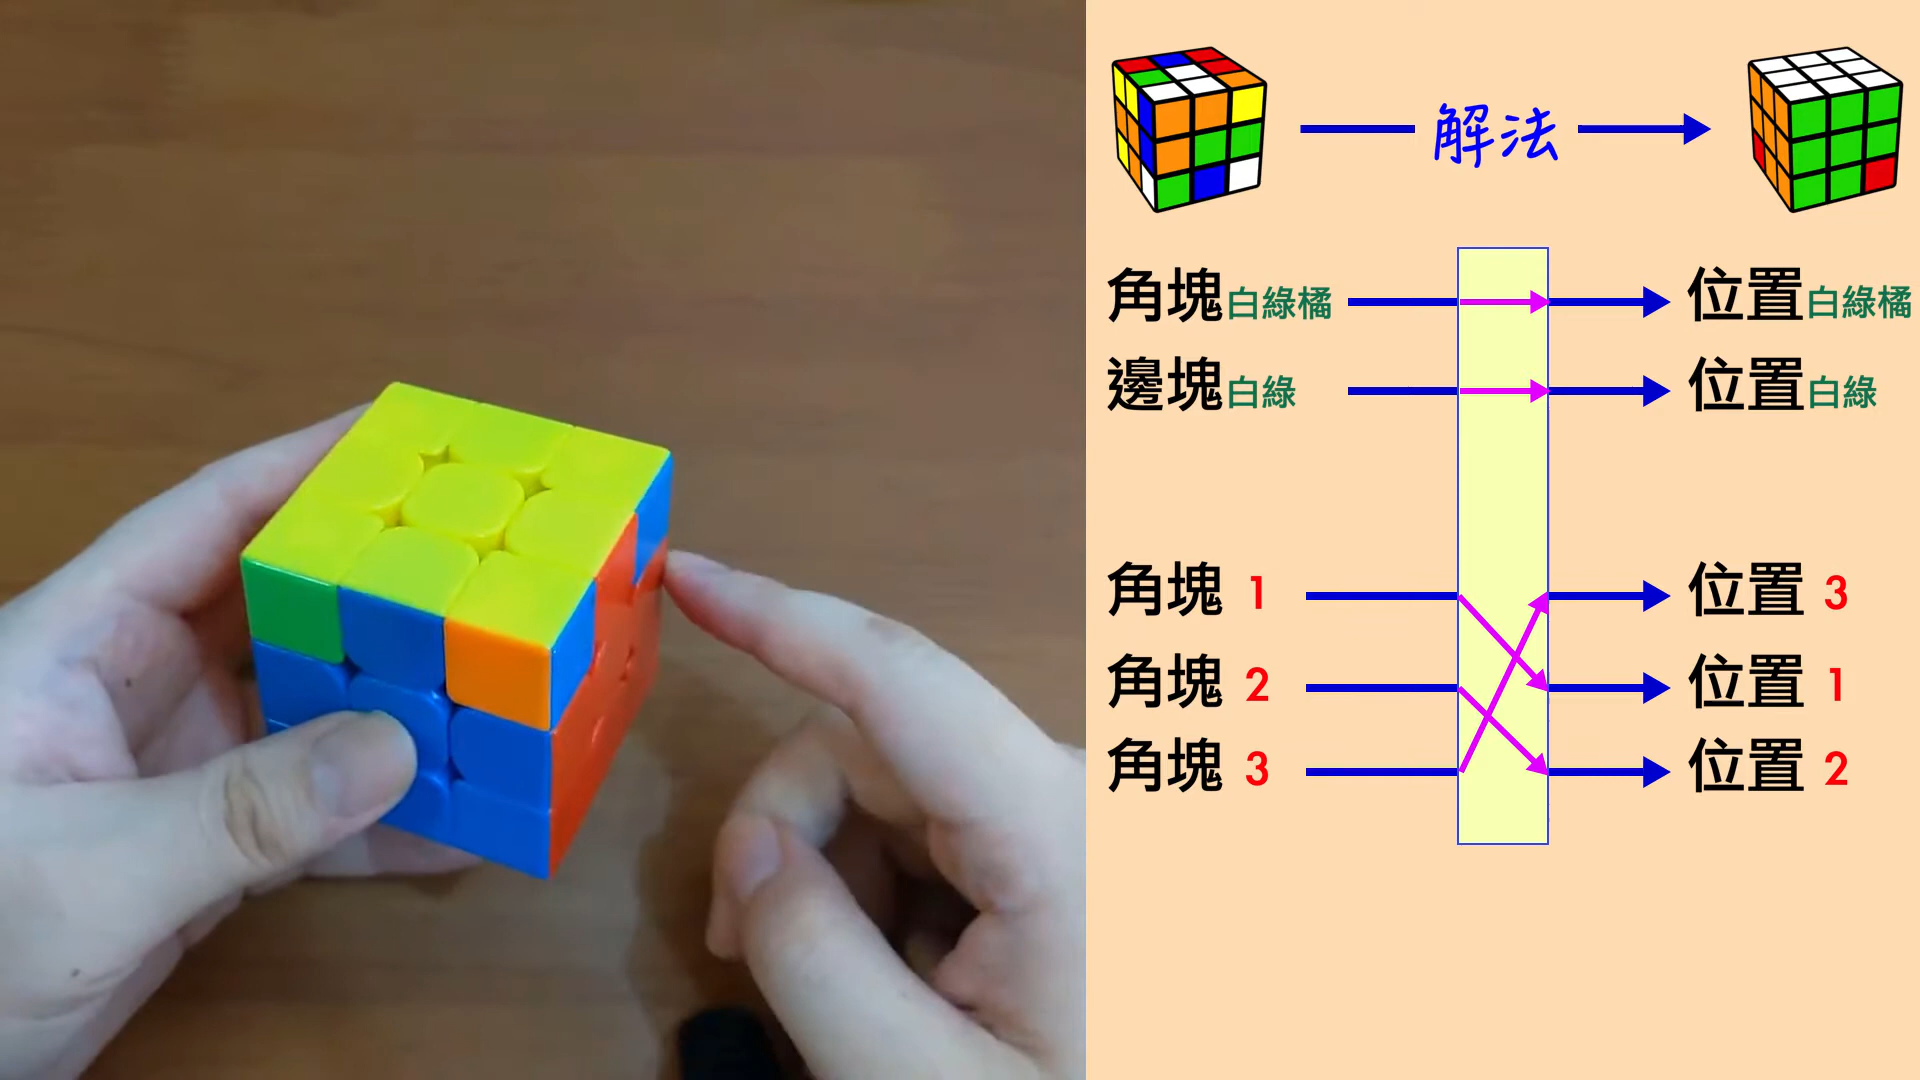 解法
角塊白綠橘 位置白綠橘
邊塊白綠 位置白綠
角塊 1 位置 3
角塊 2 位置 1
角塊 3 位置 2